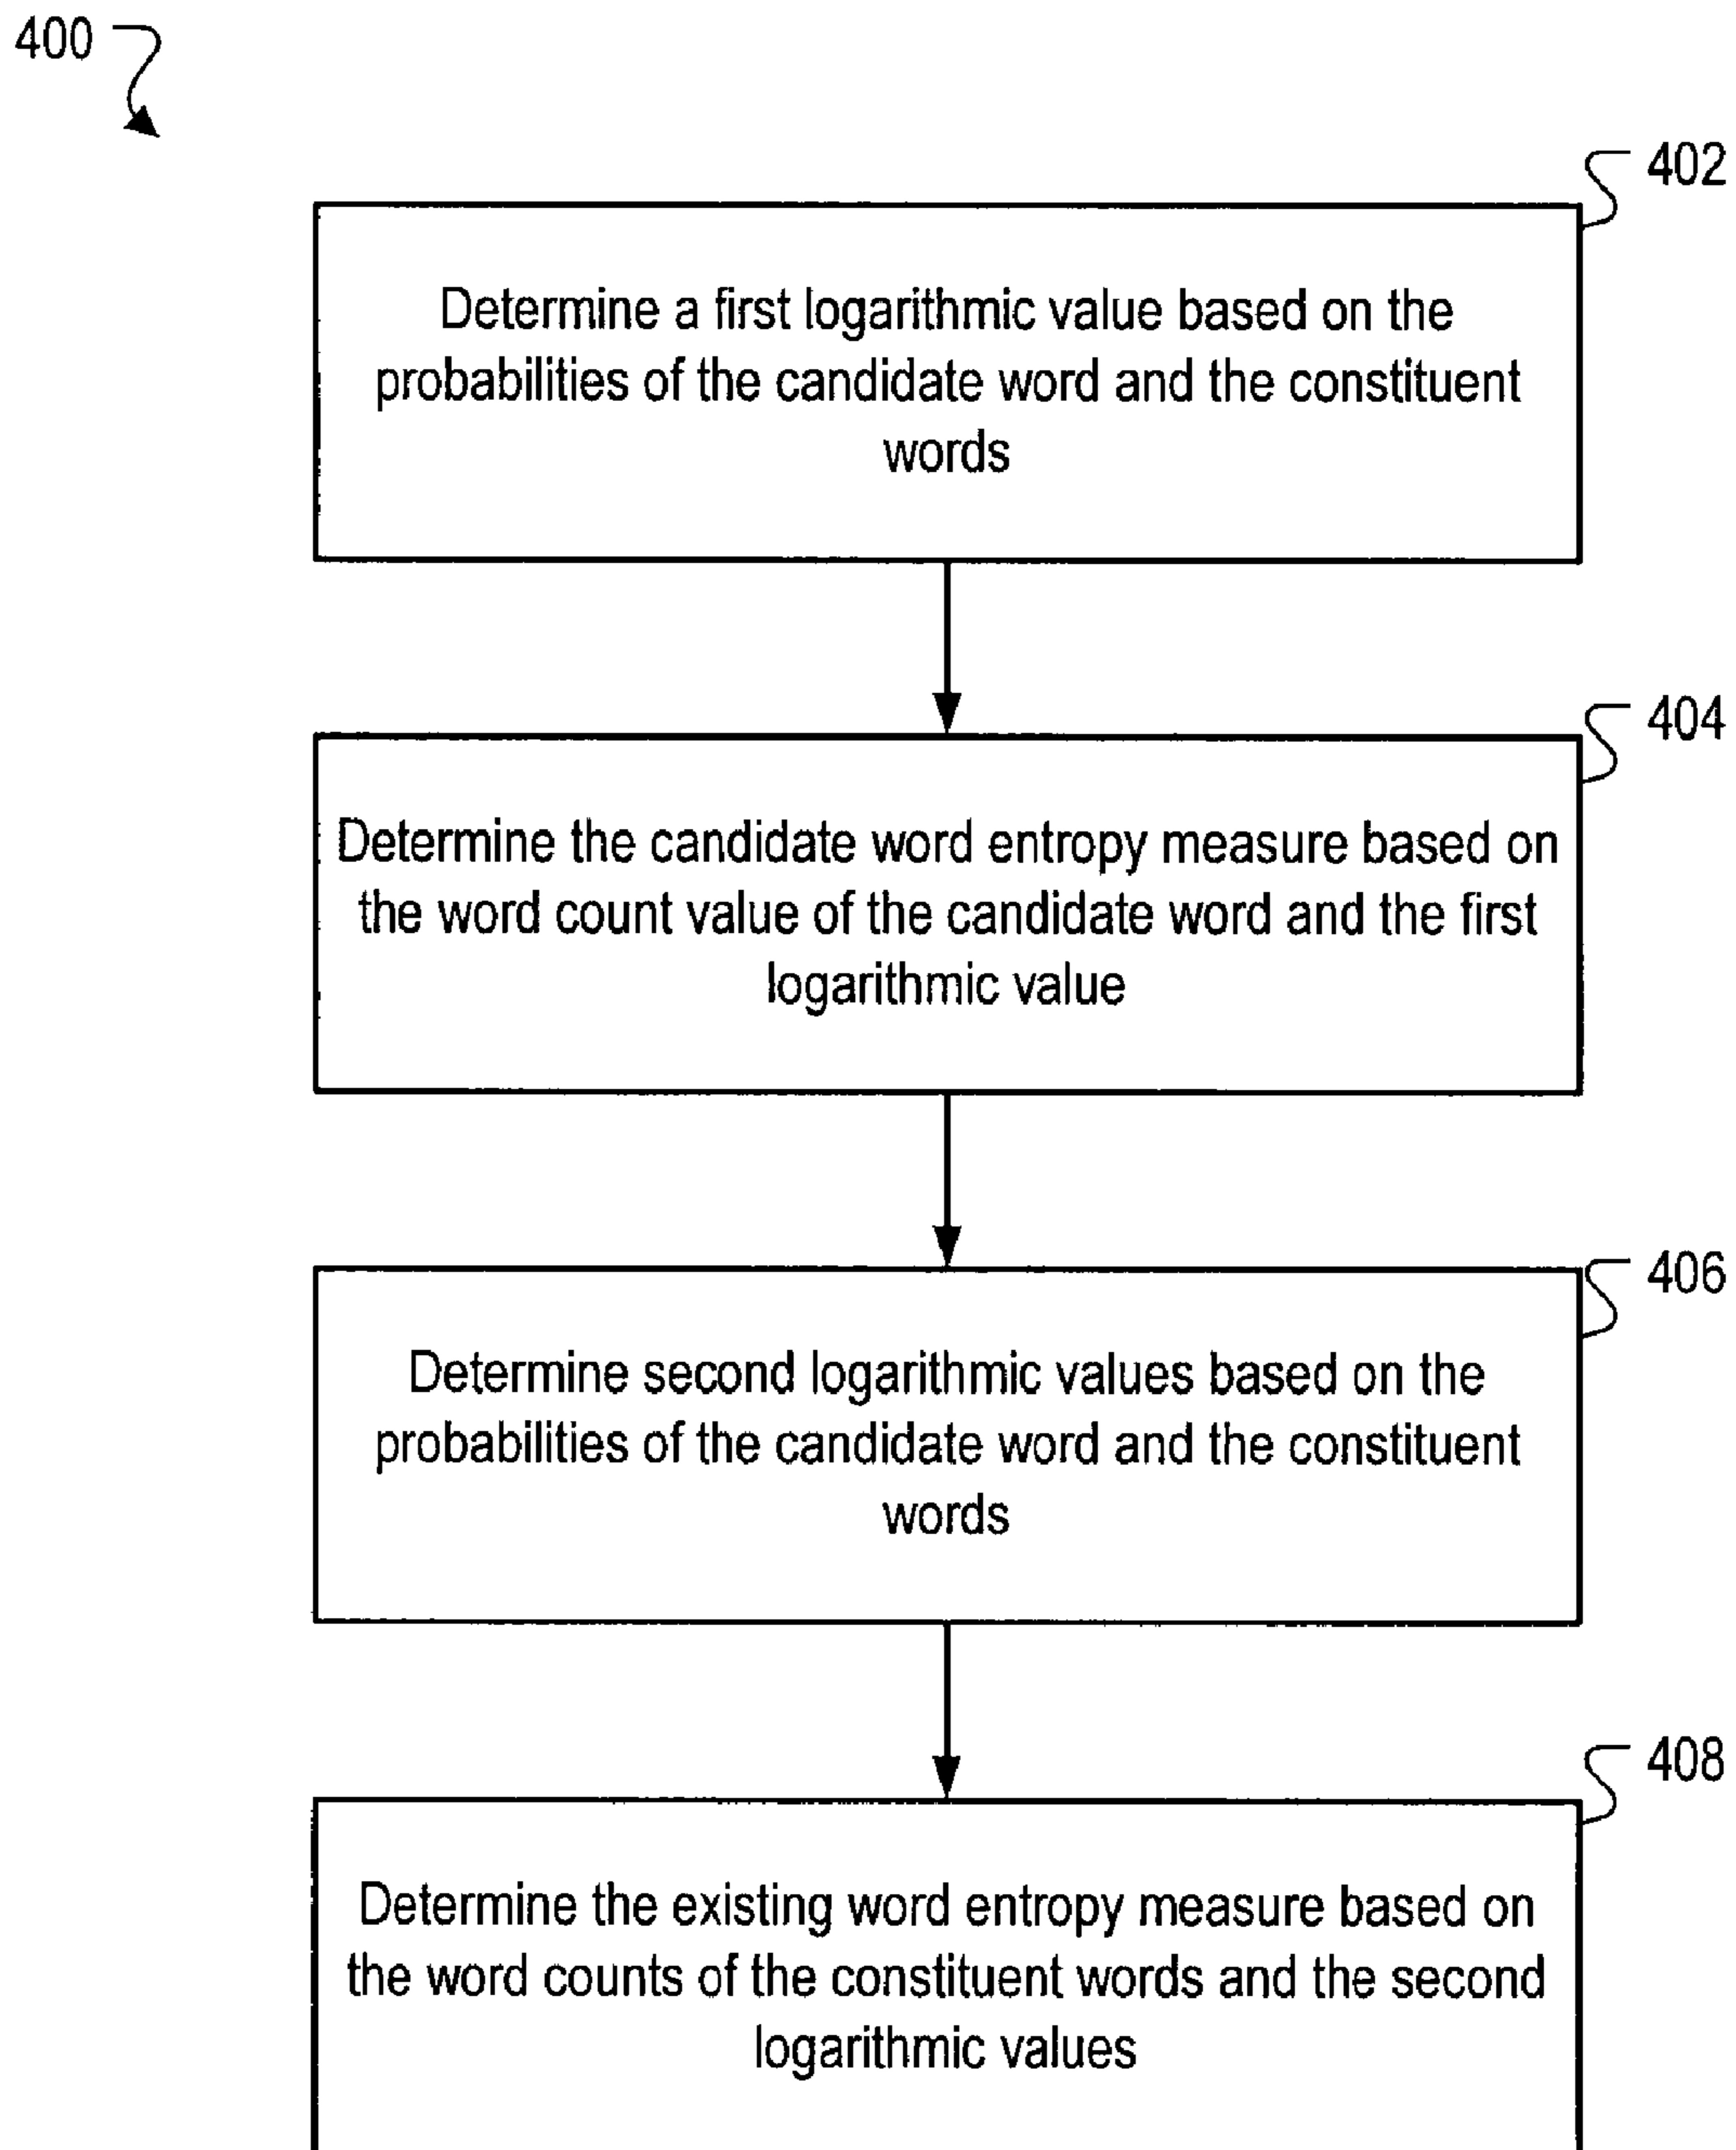 400
402
Determine a first logarithmic value based on the
probabilities of the candidate word and the constituent
words
404
Determine the candidate word entropy measure based on
the word count value of the candidate word and the first
logarithmic value
406
Determine second logarithmic values based on the
probabilities of the candidate word and the constituent
words
408
Determine the existing word entropy measure based on
the word counts of the constituent words and the second
logarithmic values